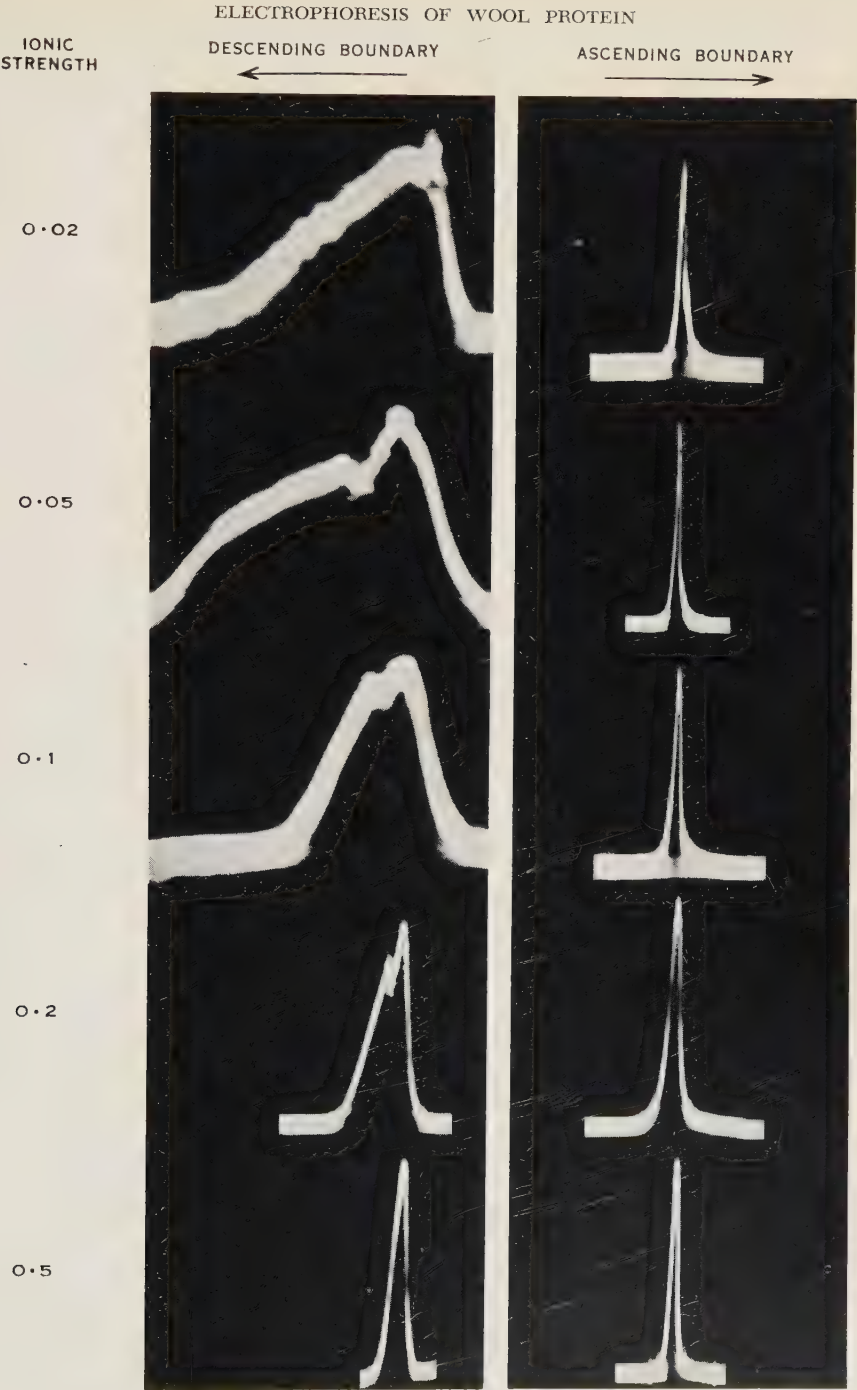 ELECTROPHORESIS OF WOOL PROTEIN
IONIC
STRENGTH
DESCENDING BOUNDARY
ASCENDING BOUNDARY
0·02
0·05
0·1
0·2
0·5